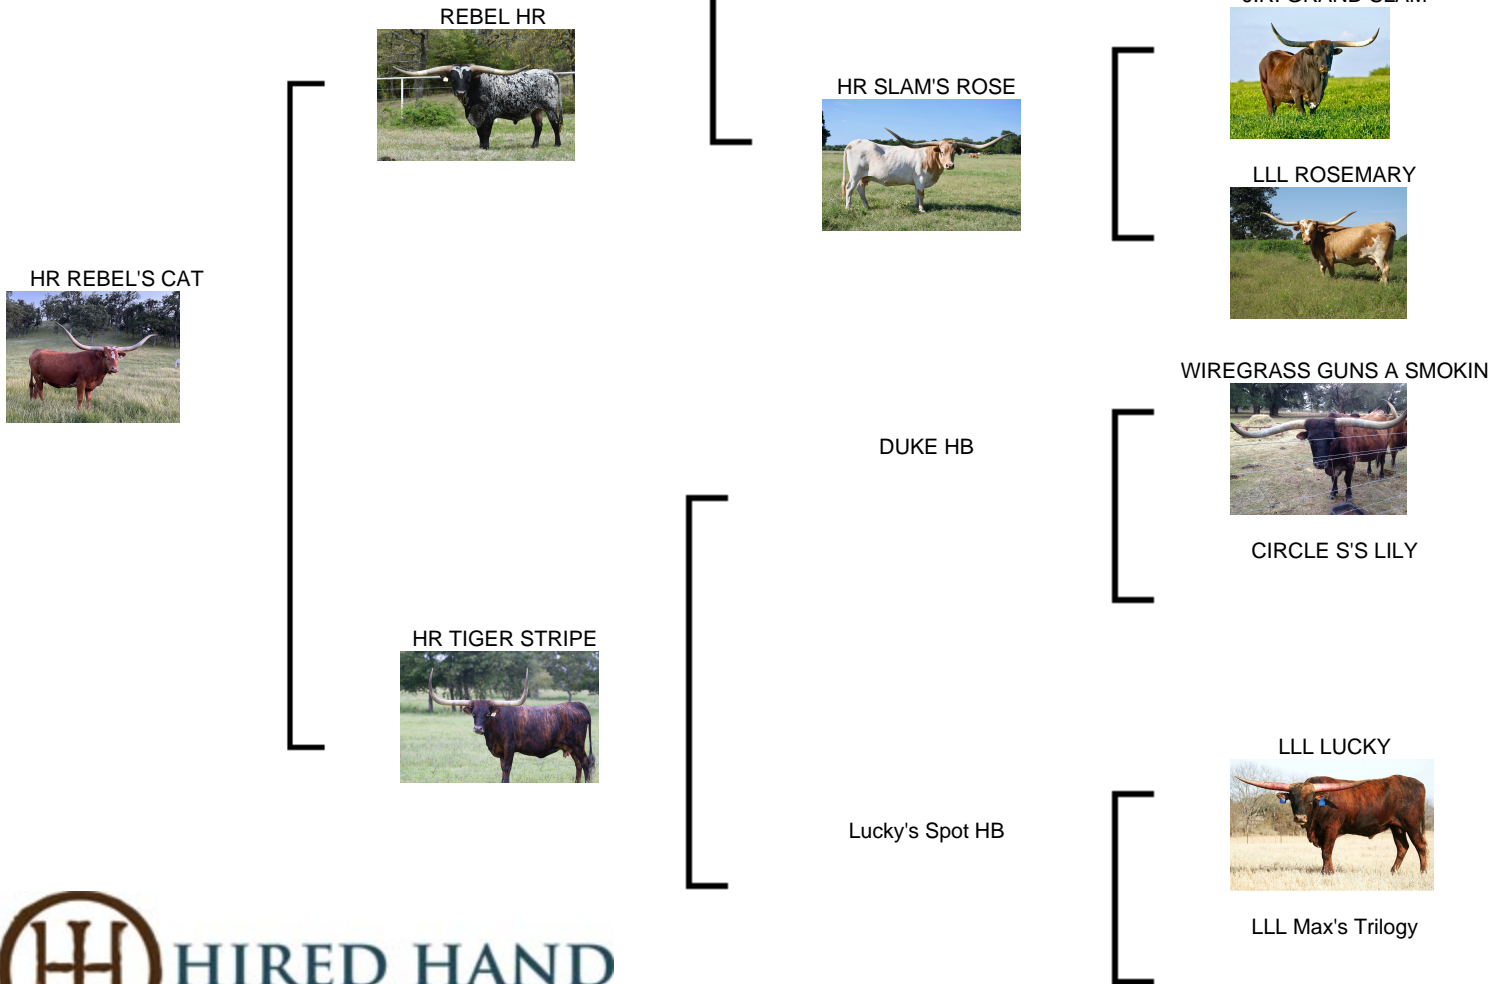 REBEL HR
HR SLAM'S ROSE
LLL ROSEMARY
HR REBEL'S CAT
WIREGRASS GUNS A SMOKIN
DUKE HB
CIRCLE S'S LILY
HR TIGER STRIPE
LLL LUCKY
Lucky's Spot HB
LLL Max's Trilogy
HIRED HAND